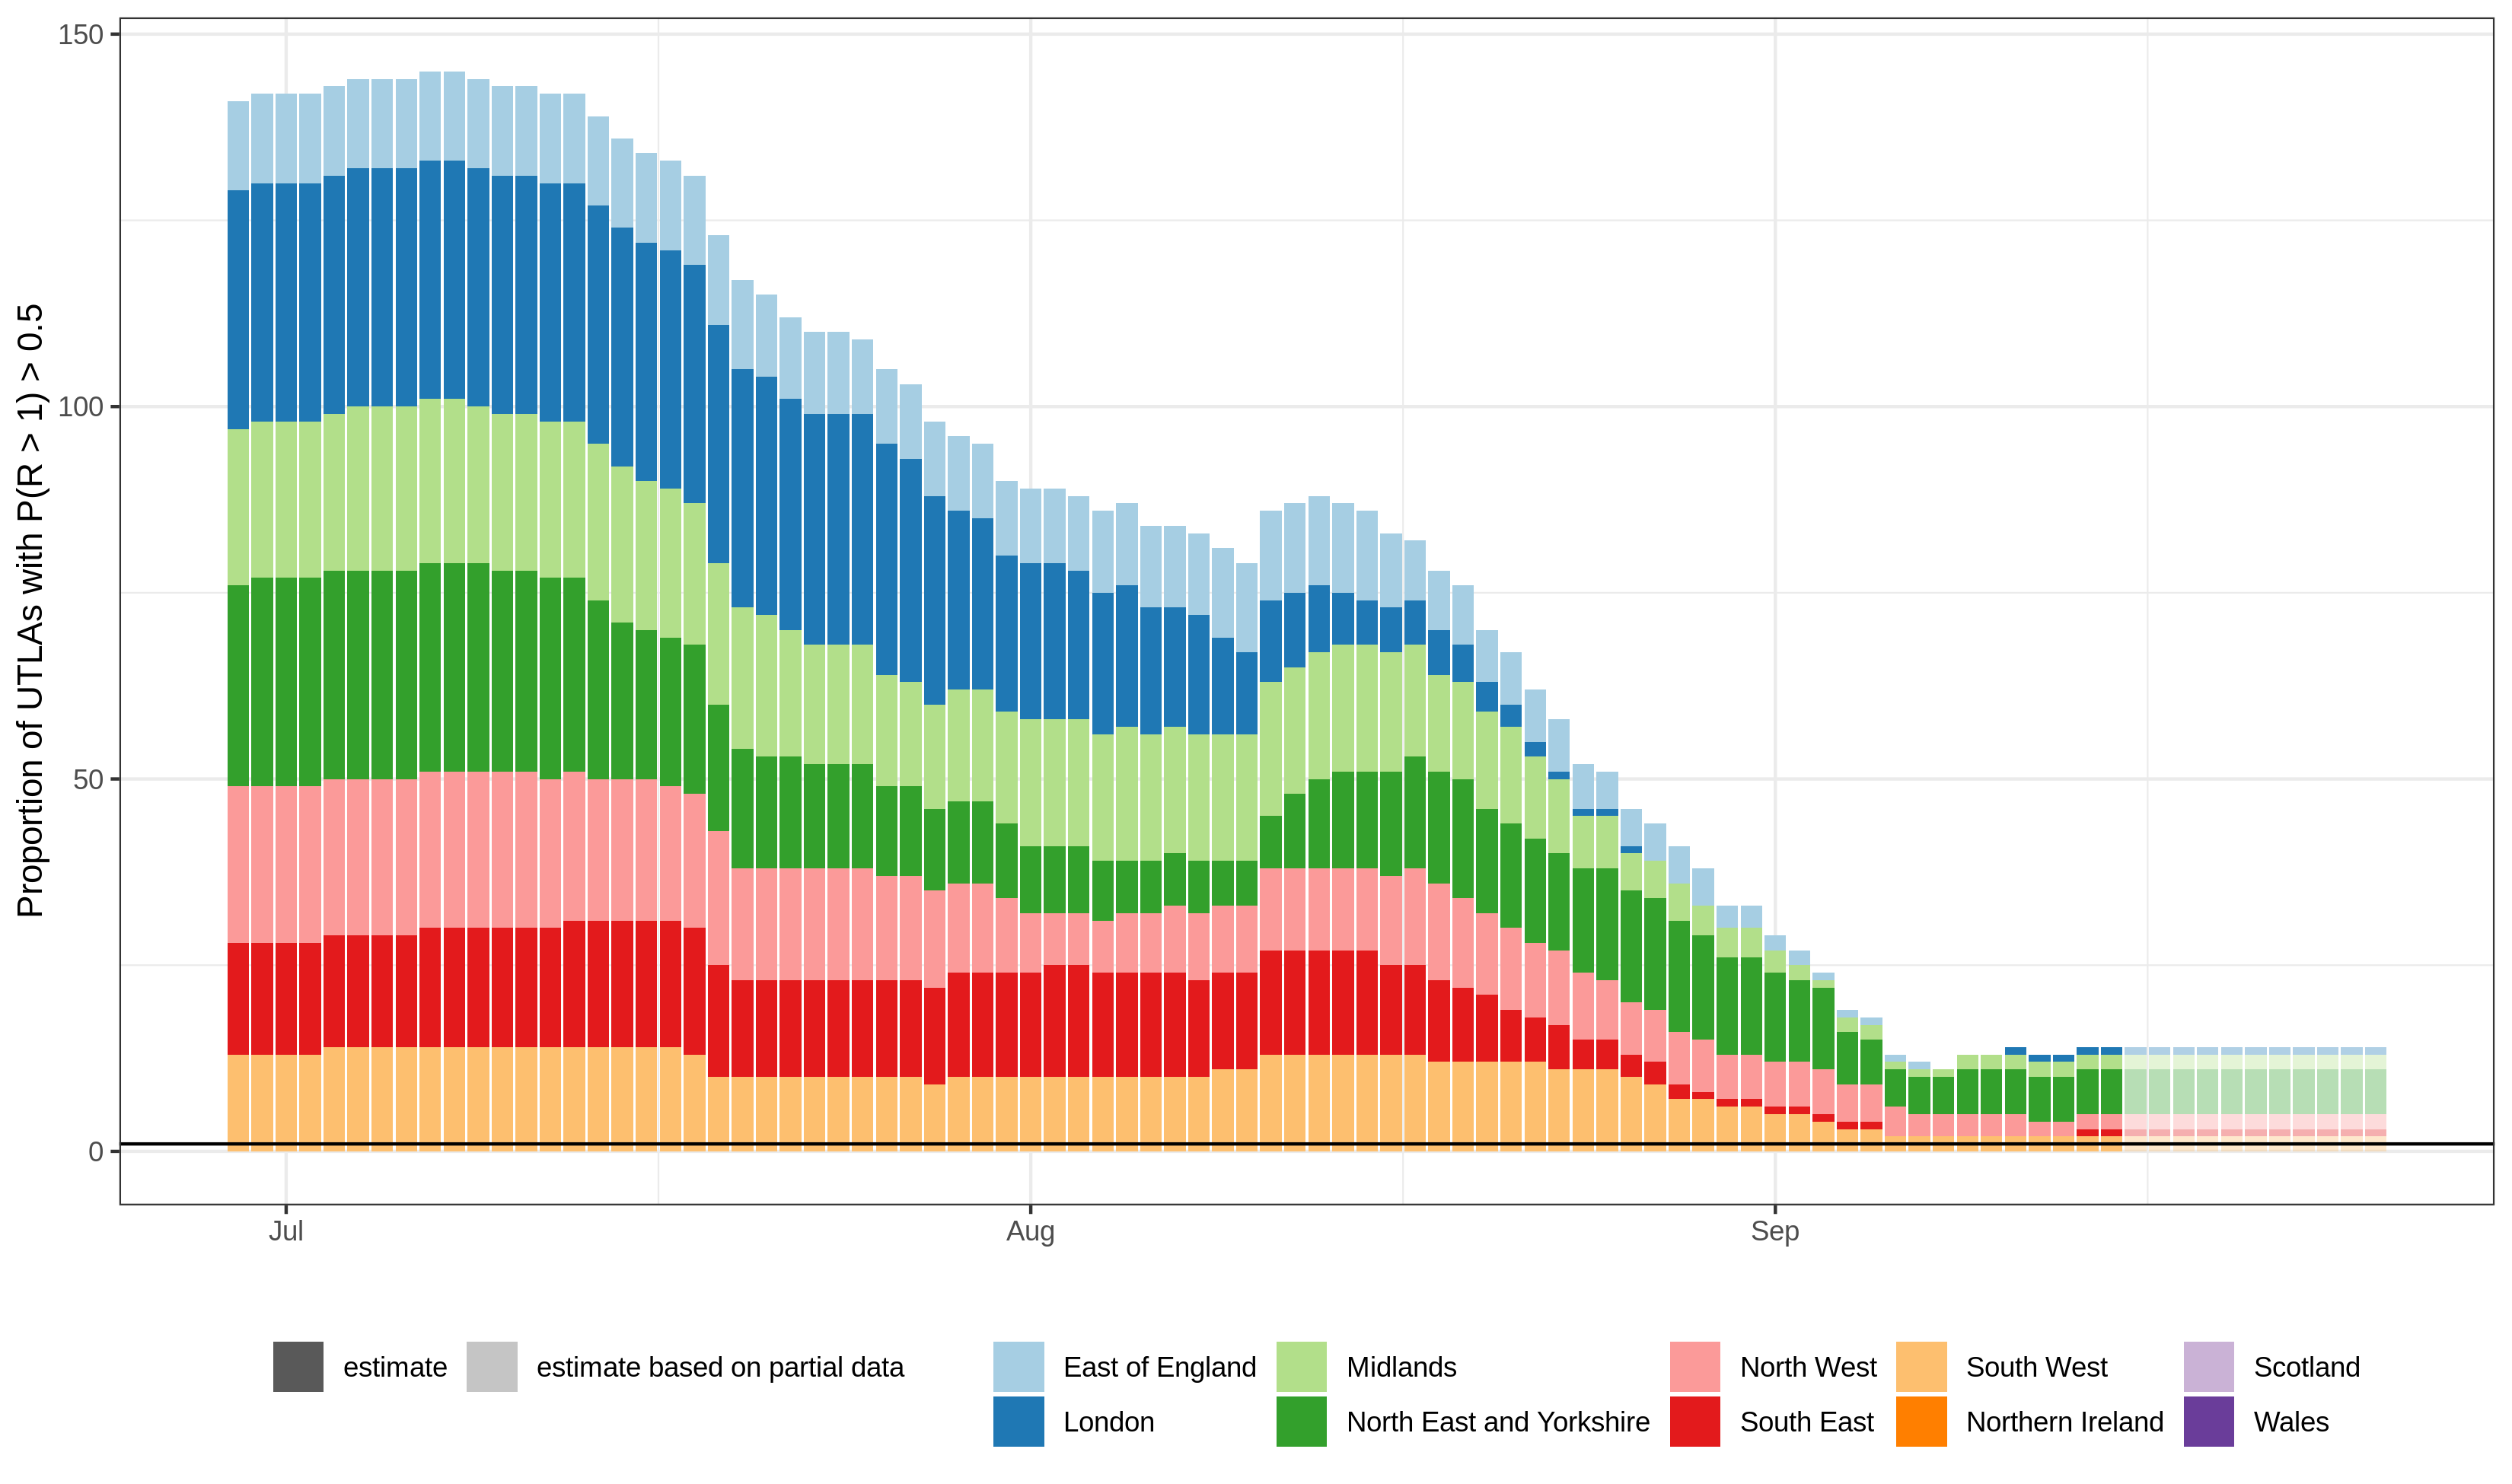 Proportion of UTLAs with P(R > 1) > 0.5
150
100
50
0
Jul Aug Sep
estimate estimate based on partial data East of England Midlands North West South West Scotland
London North East and Yorkshire South East Northern Ireland Wales